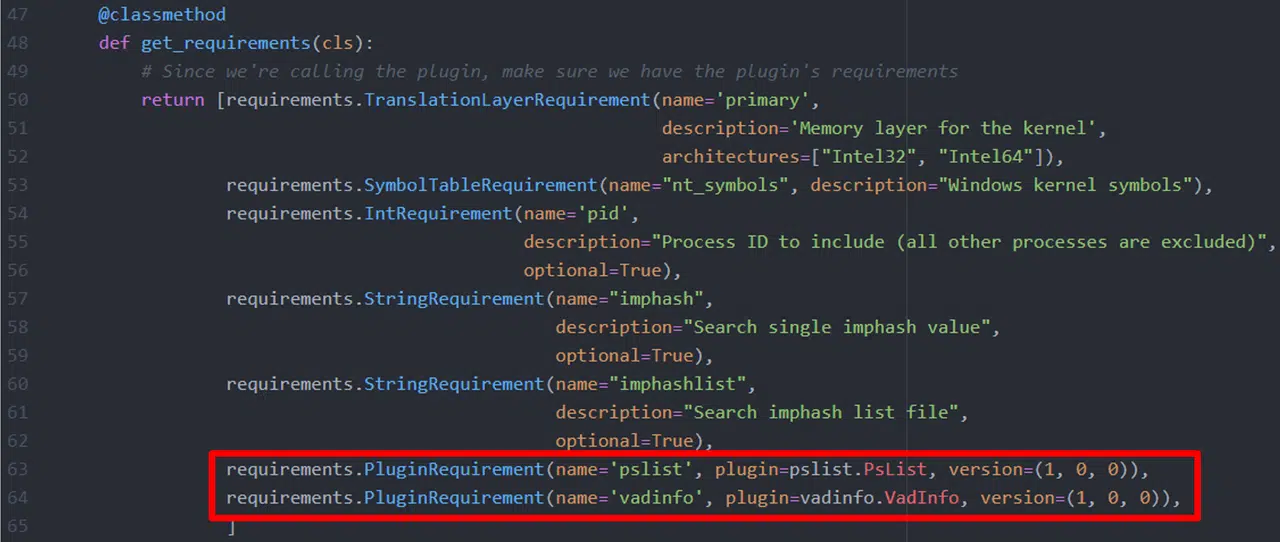 47 @classmethod
48 def get_requirements(cls):
49 # Since we're calling the plugin, make sure we have the plugin's requirements
50 return [requirements.TranslationLayerRequirement(name='primary',
51 description='Memory layer for the kernel',
52 architectures=["Intel32", "Intel64"]),
53 requirements.SymbolTableRequirement(name="nt_symbols", description="Windows kernel symbols"),
54 requirements.IntRequirement(name='pid',
55 description="Process ID to include (all other processes are excluded)",
56 optional=True),
57 requirements.StringRequirement(name="imphash",
58 description="Search single imphash value",
59 optional=True),
60 requirements.StringRequirement(name="imphashlist",
61 description="Search imphash list file",
62 optional=True),
63 requirements.PluginRequirement(name='pslist', plugin=pslist.PsList, version=(1, 0, 0)),
64 requirements.PluginRequirement(name='vadinfo', plugin=vadinfo.VadInfo, version=(1, 0, 0)),
65 ]